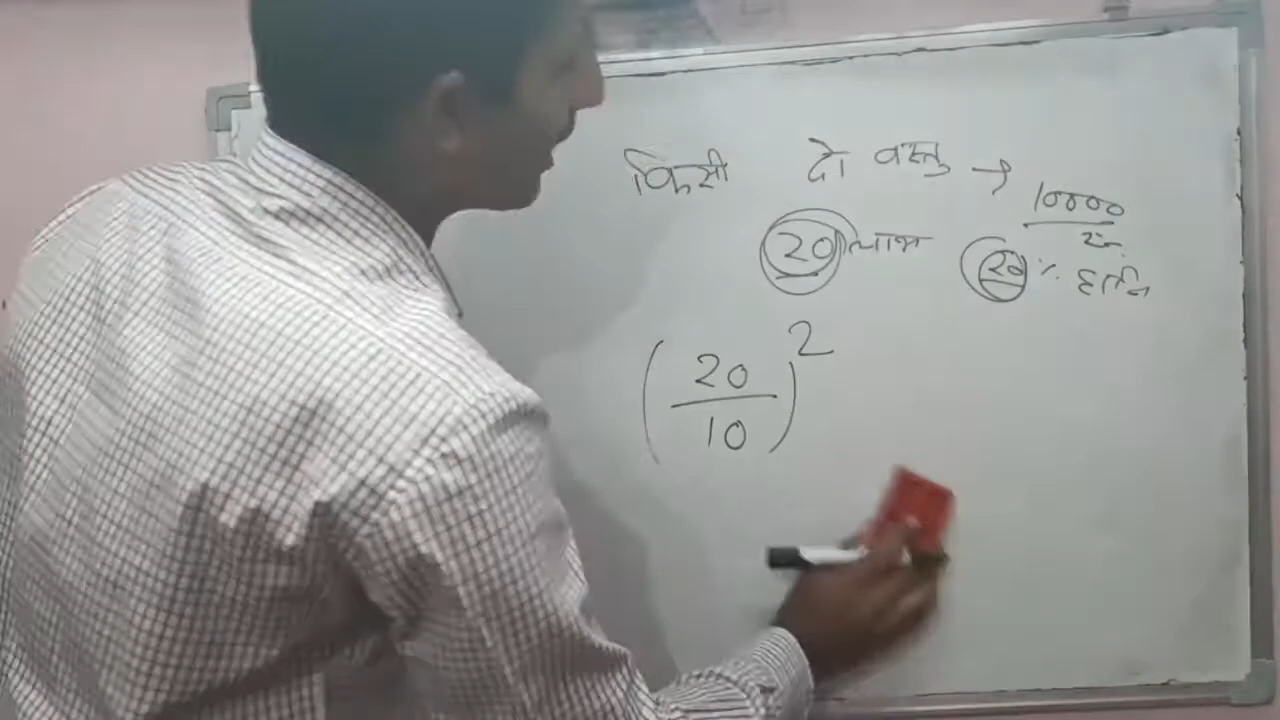 किसी दो वस्तु → 10000
20 लाभ 20 % हानि
(20/10)²